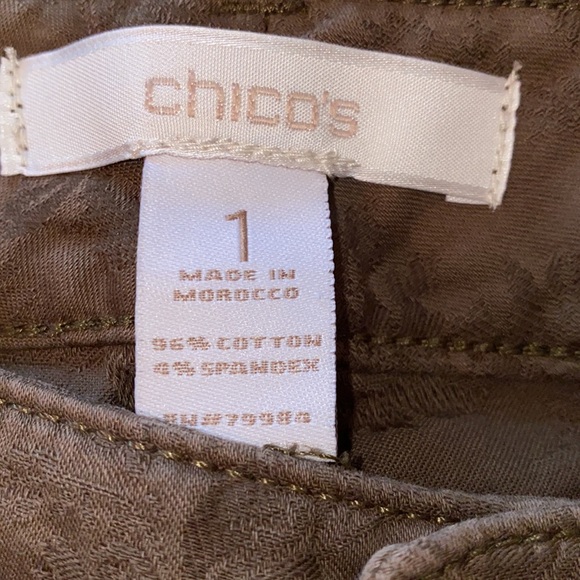 chico's
1
MADE IN
MOROCCO
96% COTTON
4% SPANDEX
RN#79984